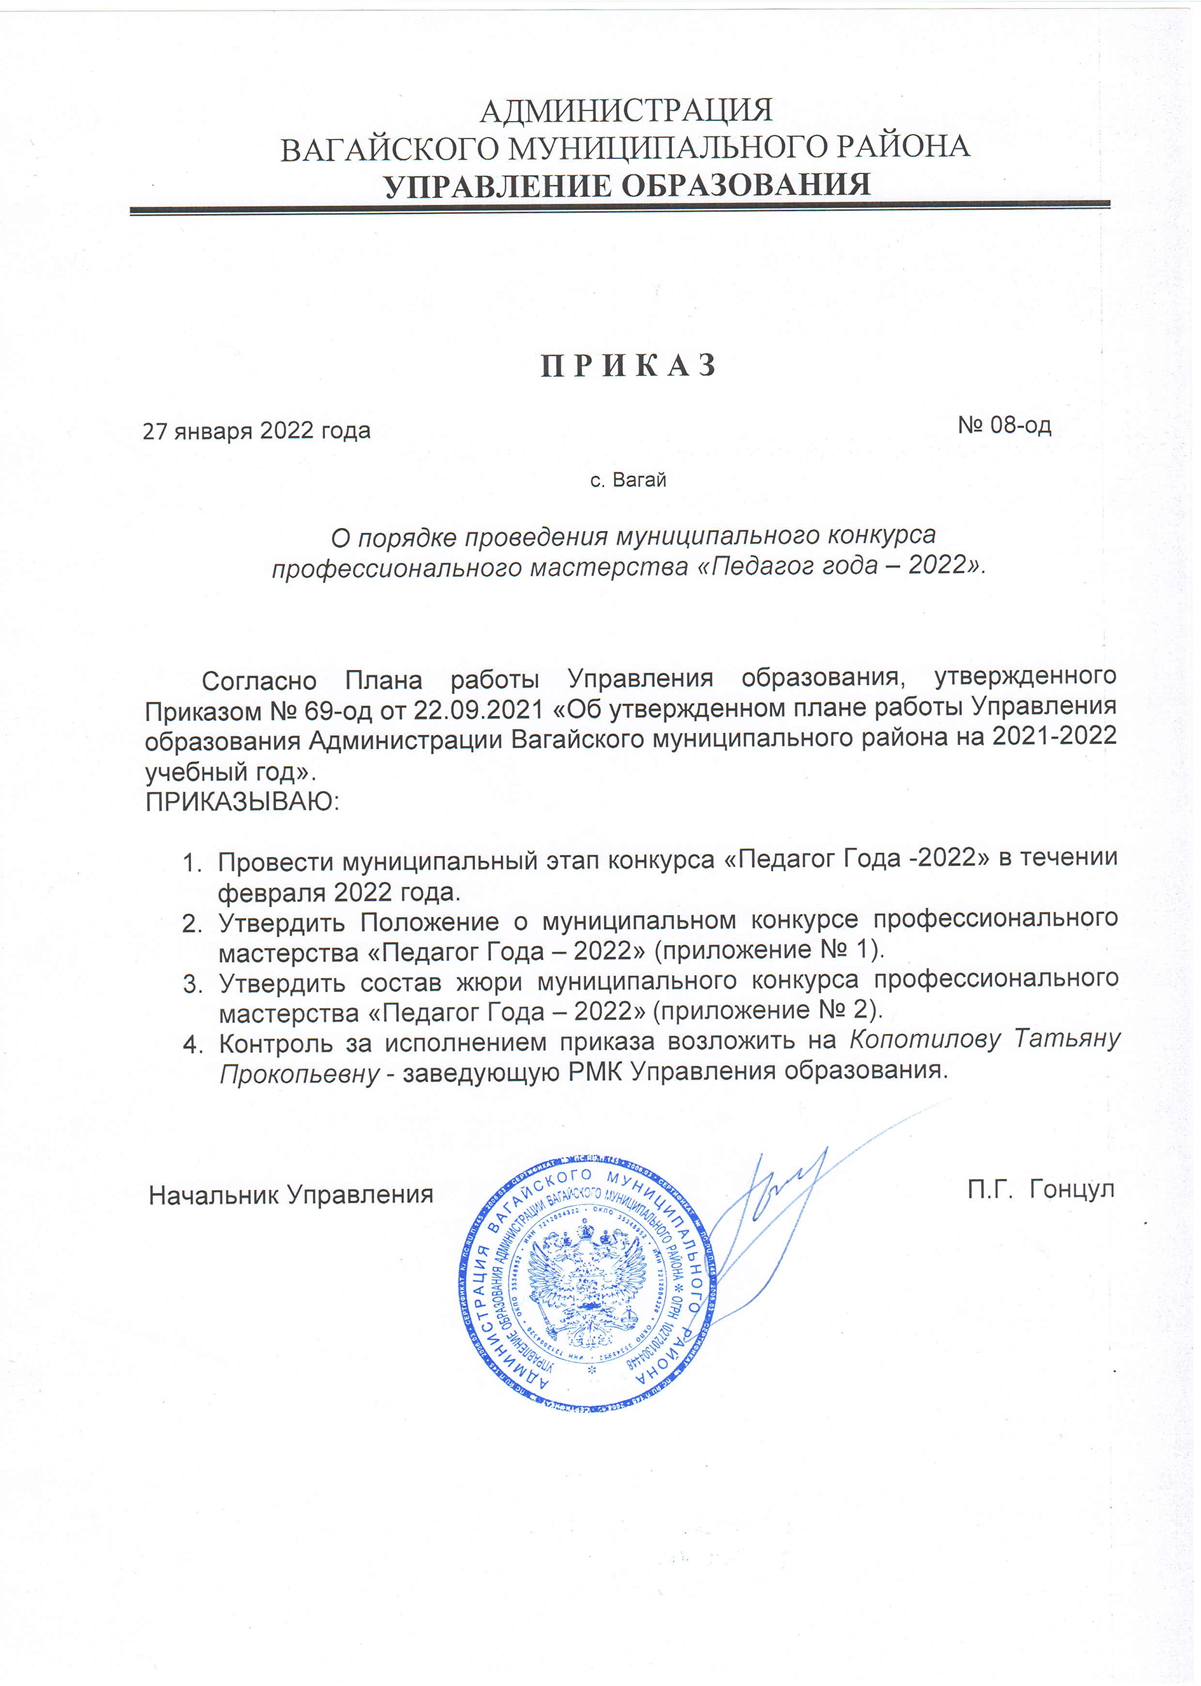 АДМИНИСТРАЦИЯ
ВАГАЙСКОГО МУНИЦИПАЛЬНОГО РАЙОНА
УПРАВЛЕНИЕ ОБРАЗОВАНИЯ
П Р И К А З
27 января 2022 года
№ 08-од
с. Вагай
О порядке проведения муниципального конкурса
профессионального мастерства «Педагог года – 2022».
Согласно Плана работы Управления образования, утвержденного
Приказом № 69-од от 22.09.2021 «Об утвержденном плане работы Управления
образования Администрации Вагайского муниципального района на 2021-2022
учебный год».
ПРИКАЗЫВАЮ:
1. Провести муниципальный этап конкурса «Педагог Года -2022» в течении
февраля 2022 года.
2. Утвердить Положение о муниципальном конкурсе профессионального
мастерства «Педагог Года – 2022» (приложение № 1).
3. Утвердить состав жюри муниципального конкурса профессионального
мастерства «Педагог Года – 2022» (приложение № 2).
4. Контроль за исполнением приказа возложить на Копотилову Татьяну
Прокопьевну - заведующую РМК Управления образования.
Начальник Управления
П.Г. Гонцул
АДМИНИСТРАЦИЯ ВАГАЙСКОГО МУНИЦИПАЛЬНОГО РАЙОНА
УПРАВЛЕНИЕ ОБРАЗОВАНИЯ АДМИНИСТРАЦИИ ВАГАЙСКОГО МУНИЦИПАЛЬНОГО РАЙОНА * ОГРН 1027201304448 *